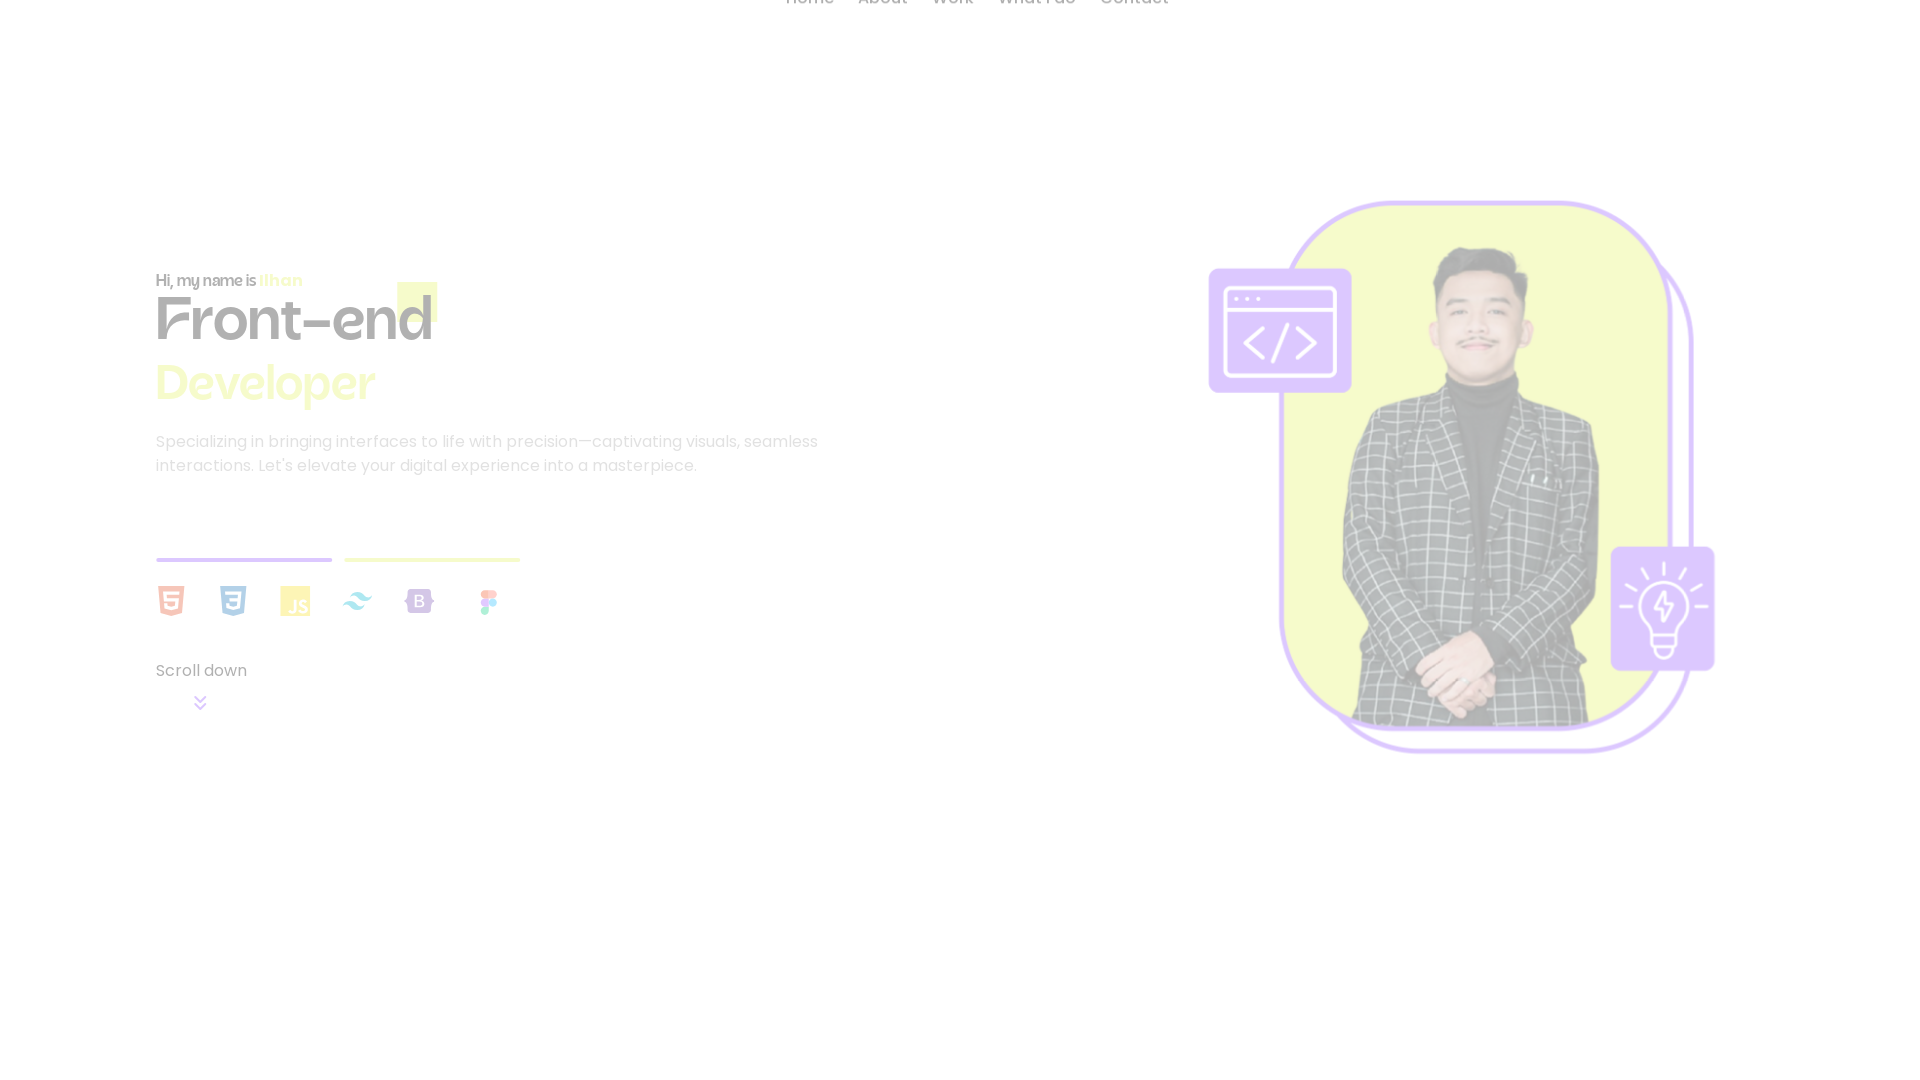 Home About Work What I do Contact
Hi, my name is Ilhan
Front-end
Developer
Specializing in bringing interfaces to life with precision—captivating visuals, seamless
interactions. Let's elevate your digital experience into a masterpiece.
JS
B
Scroll down